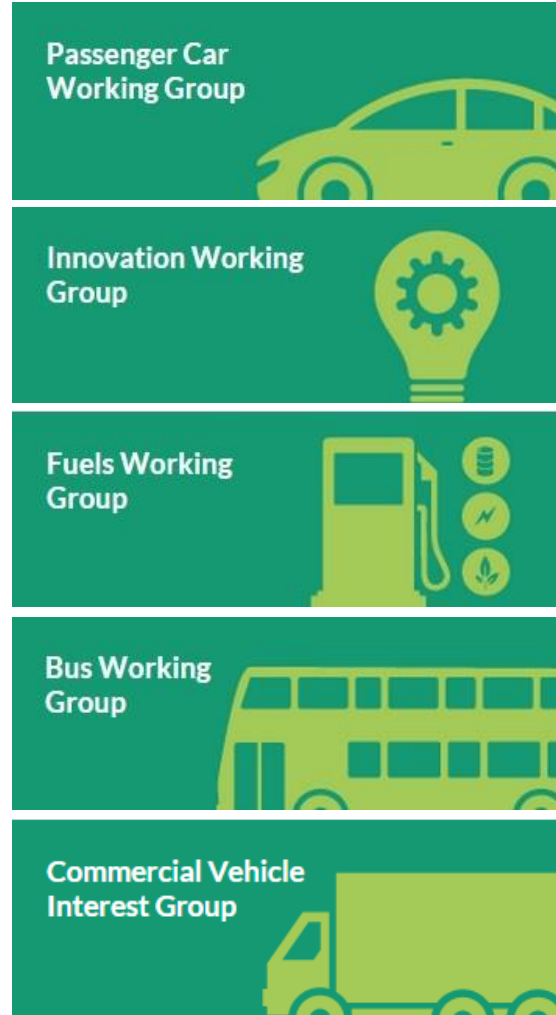 Passenger Car
Working Group
Innovation Working
Group
Fuels Working
Group
Bus Working
Group
Commercial Vehicle
Interest Group